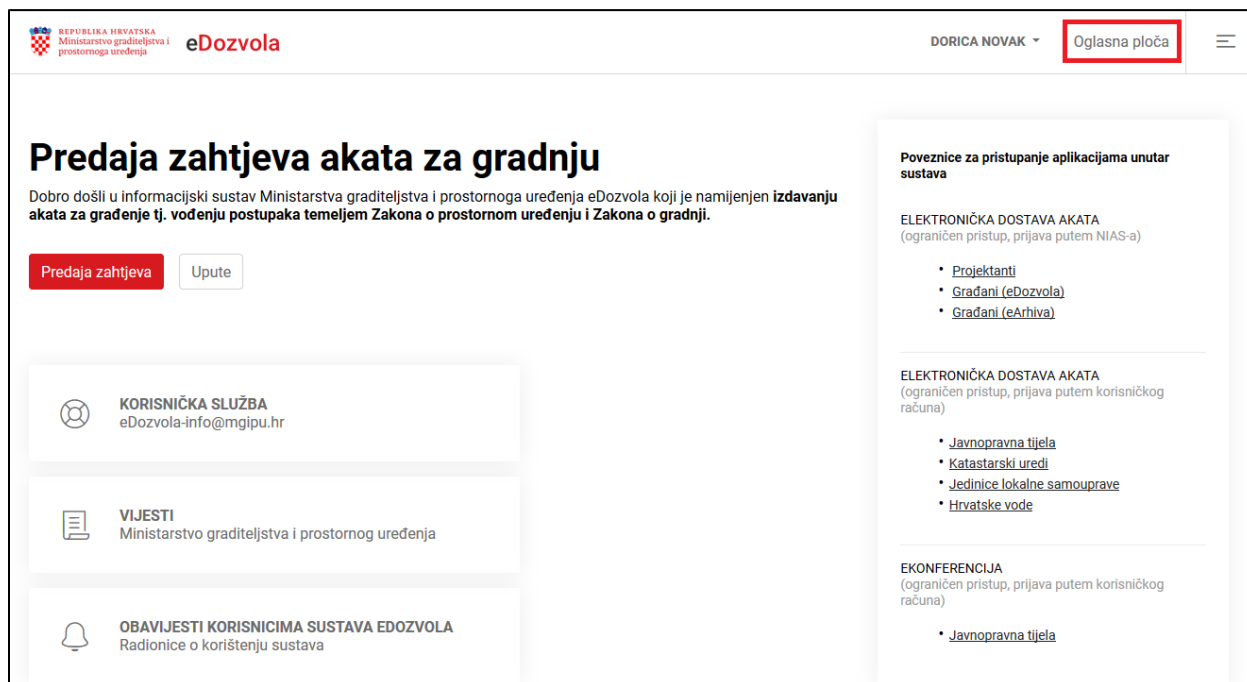 REPUBLIKA HRVATSKA
Ministarstvo graditeljstva i
prostornoga uređenja
eDozvola
DORICA NOVAK
Oglasna ploča
Predaja zahtjeva akata za gradnju
Dobro došli u informacijski sustav Ministarstva graditeljstva i prostornoga uređenja eDozvola koji je namijenjen izdavanju
akata za građenje tj. vođenju postupaka temeljem Zakona o prostornom uređenju i Zakona o gradnji.
Predaja zahtjeva
Upute
KORISNIČKA SLUŽBA
eDozvola-info@mgipu.hr
VIJESTI
Ministarstvo graditeljstva i prostornog uređenja
OBAVIJESTI KORISNICIMA SUSTAVA EDOZVOLA
Radionice o korištenju sustava
Poveznice za pristupanje aplikacijama unutar
sustava
ELEKTRONIČKA DOSTAVA AKATA
(ograničen pristup, prijava putem NIAS-a)
• Projektanti
• Građani (eDozvola)
• Građani (eArhiva)
ELEKTRONIČKA DOSTAVA AKATA
(ograničen pristup, prijava putem korisničkog
računa)
• Javnopravna tijela
• Katastarski uredi
• Jedinice lokalne samouprave
• Hrvatske vode
EKONFERENCIJA
(ograničen pristup, prijava putem korisničkog
računa)
• Javnopravna tijela